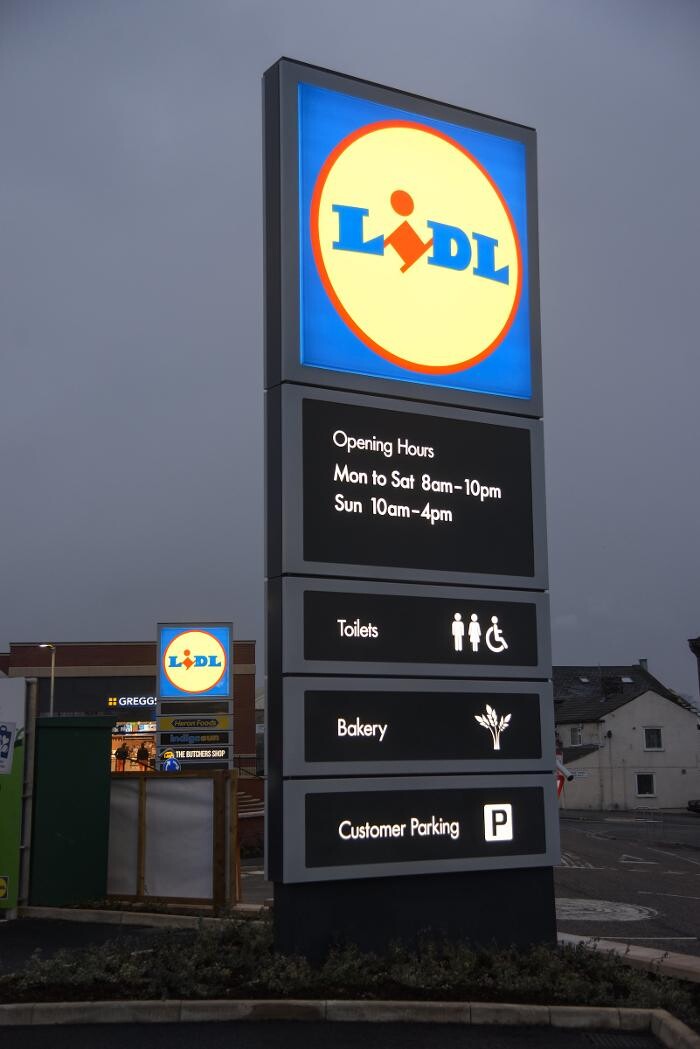 LIDL
Opening Hours
Mon to Sat 8am-10pm
Sun 10am-4pm
Toilets
Bakery
Customer Parking P
LIDL
GREGGS
Heron Foods
indigosun
THE BUTCHERS SHOP